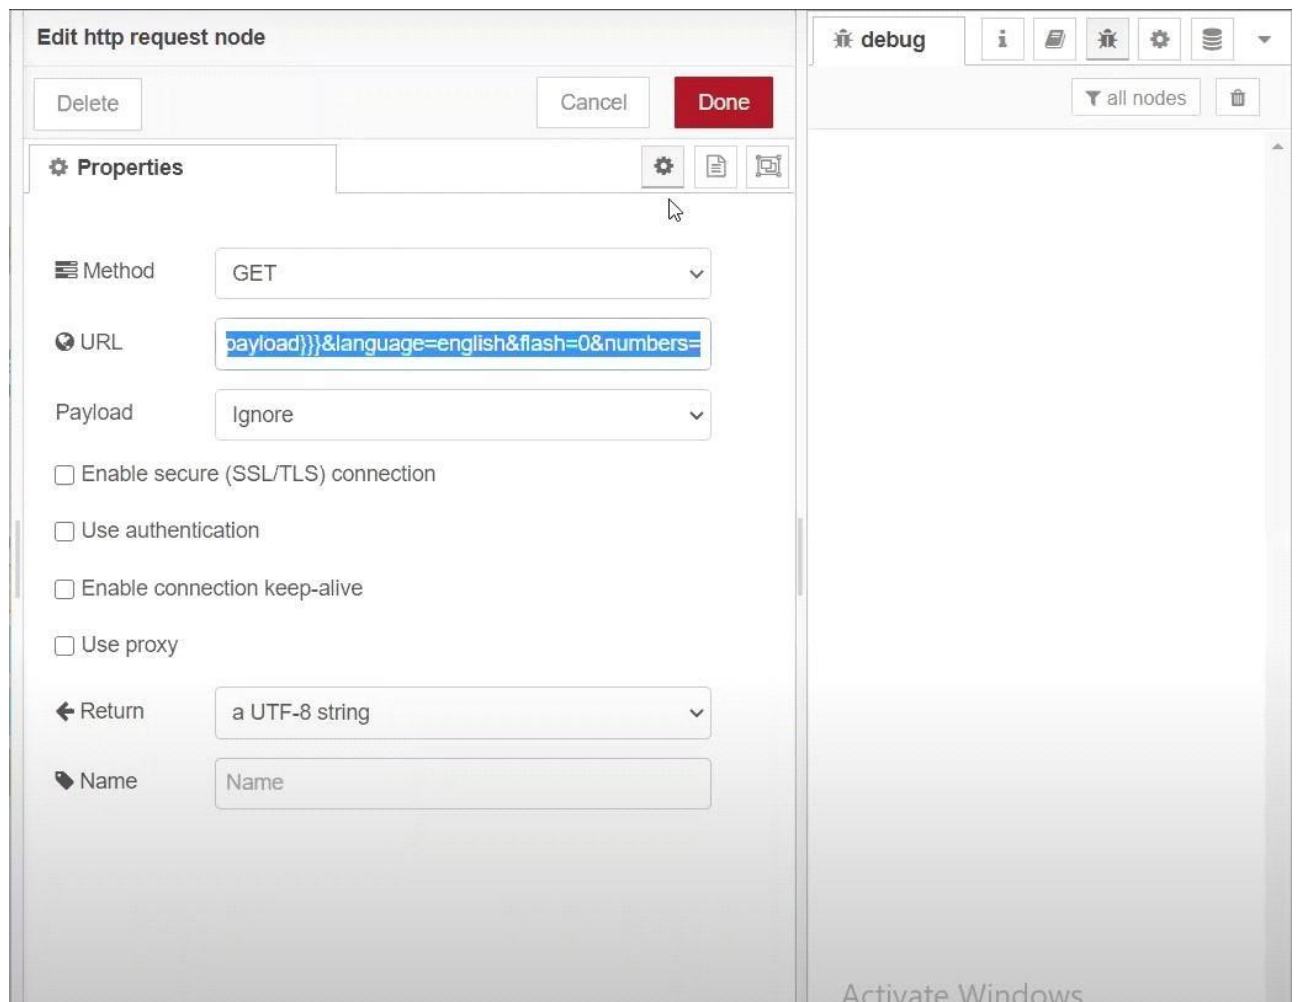 Edit http request node
Delete
Cancel
Done
Properties
Method
GET
URL
payload}}}&language=english&flash=0&numbers=
Payload
Ignore
Enable secure (SSL/TLS) connection
Use authentication
Enable connection keep-alive
Use proxy
Return
a UTF-8 string
Name
Name
debug
i
all nodes
Activate Windows